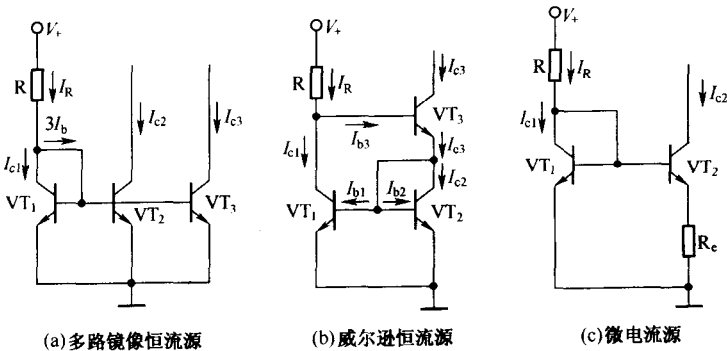 V+
R
IR
3Ib
Ic1
Ic2
Ic3
VT1
VT2
VT3
(a)多路镜像恒流源
V+
R
IR
Ic3
VT3
Ib3
Ic3
Ic1
Ic2
Ib1
Ib2
VT1
VT2
(b)威尔逊恒流源
V+
R
IR
Ic1
Ic2
VT1
VT2
Re
(c)微电流源